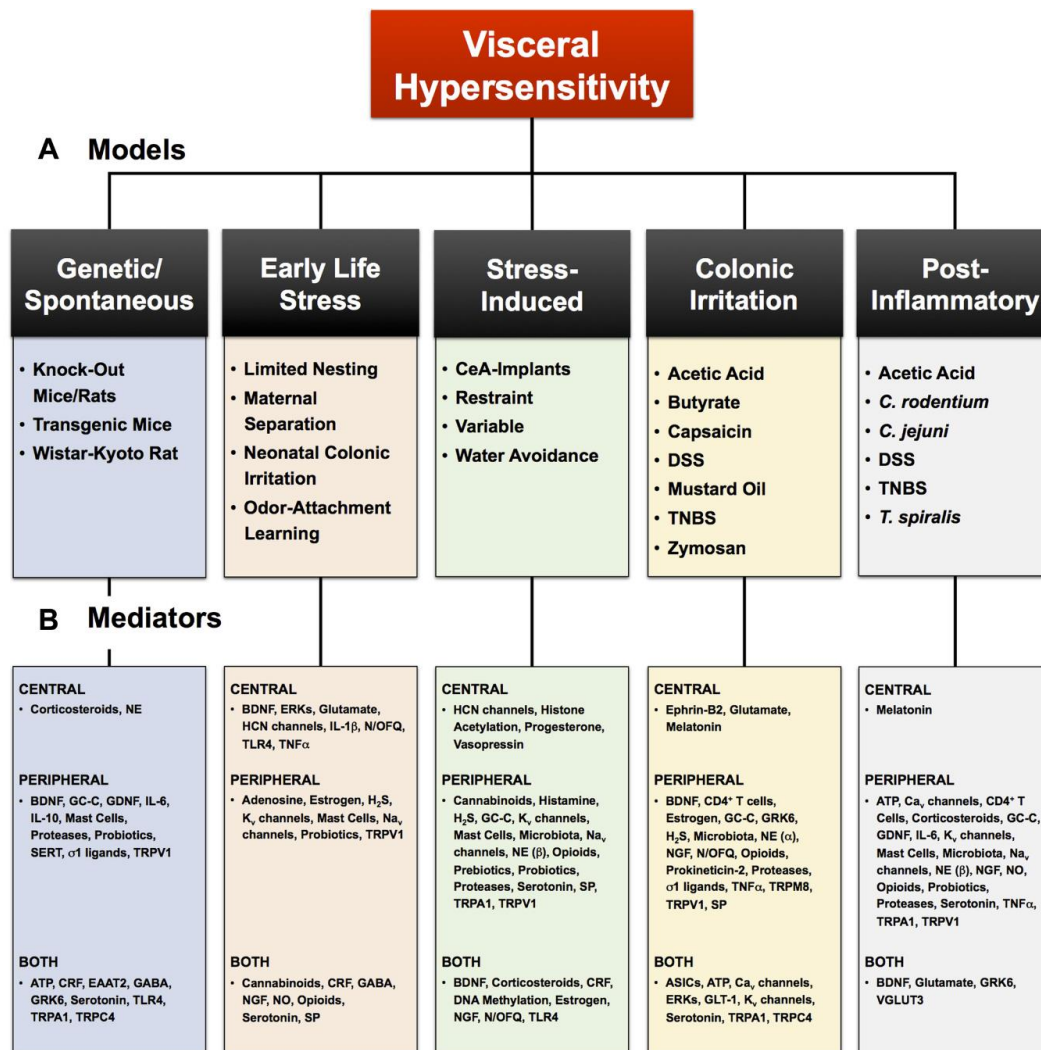 Visceral
Hypersensitivity
A Models
Genetic/
Spontaneous
• Knock-Out
Mice/Rats
• Transgenic Mice
• Wistar-Kyoto Rat
Early Life
Stress
• Limited Nesting
• Maternal
Separation
• Neonatal Colonic
Irritation
• Odor-Attachment
Learning
Stress-
Induced
• CeA-Implants
• Restraint
• Variable
• Water Avoidance
Colonic
Irritation
• Acetic Acid
• Butyrate
• Capsaicin
• DSS
• Mustard Oil
• TNBS
• Zymosan
Post-
Inflammatory
• Acetic Acid
• C. rodentium
• C. jejuni
• DSS
• TNBS
• T. spiralis
B Mediators
CENTRAL
• Corticosteroids, NE
PERIPHERAL
• BDNF, GC-C, GDNF, IL-6,
IL-10, Mast Cells,
Proteases, Probiotics,
SERT, σ1 ligands, TRPV1
BOTH
• ATP, CRF, EAAT2, GABA,
GRK6, Serotonin, TLR4,
TRPA1, TRPC4
CENTRAL
• BDNF, ERKs, Glutamate,
HCN channels, IL-1β, N/OFQ,
TLR4, TNFα
PERIPHERAL
• Adenosine, Estrogen, H₂S,
Kᵥ channels, Mast Cells, Naᵥ
channels, Probiotics, TRPV1
BOTH
• Cannabinoids, CRF, GABA,
NGF, NO, Opioids,
Serotonin, SP
CENTRAL
• HCN channels, Histone
Acetylation, Progesterone,
Vasopressin
PERIPHERAL
• Cannabinoids, Histamine,
H₂S, GC-C, Kᵥ channels,
Mast Cells, Microbiota, Naᵥ
channels, NE (β), Opioids,
Prebiotics, Probiotics,
Proteases, Serotonin, SP,
TRPA1, TRPV1
BOTH
• BDNF, Corticosteroids, CRF,
DNA Methylation, Estrogen,
NGF, N/OFQ, TLR4
CENTRAL
• Ephrin-B2, Glutamate,
Melatonin
PERIPHERAL
• BDNF, CD4⁺ T cells,
Estrogen, GC-C, GRK6,
H₂S, Microbiota, NE (α),
NGF, N/OFQ, Opioids,
Prokineticin-2, Proteases,
σ1 ligands, TNFα, TRPM8,
TRPV1, SP
BOTH
• ASICs, ATP, Caᵥ channels,
ERKs, GLT-1, Kᵥ channels,
Serotonin, TRPA1, TRPC4
CENTRAL
• Melatonin
PERIPHERAL
• ATP, Caᵥ channels, CD4⁺ T
Cells, Corticosteroids, GC-C,
GDNF, IL-6, Kᵥ channels,
Mast Cells, Microbiota, Naᵥ
channels, NE (β), NGF, NO,
Opioids, Probiotics,
Proteases, Serotonin, TNFα,
TRPA1, TRPV1
BOTH
• BDNF, Glutamate, GRK6,
VGLUT3